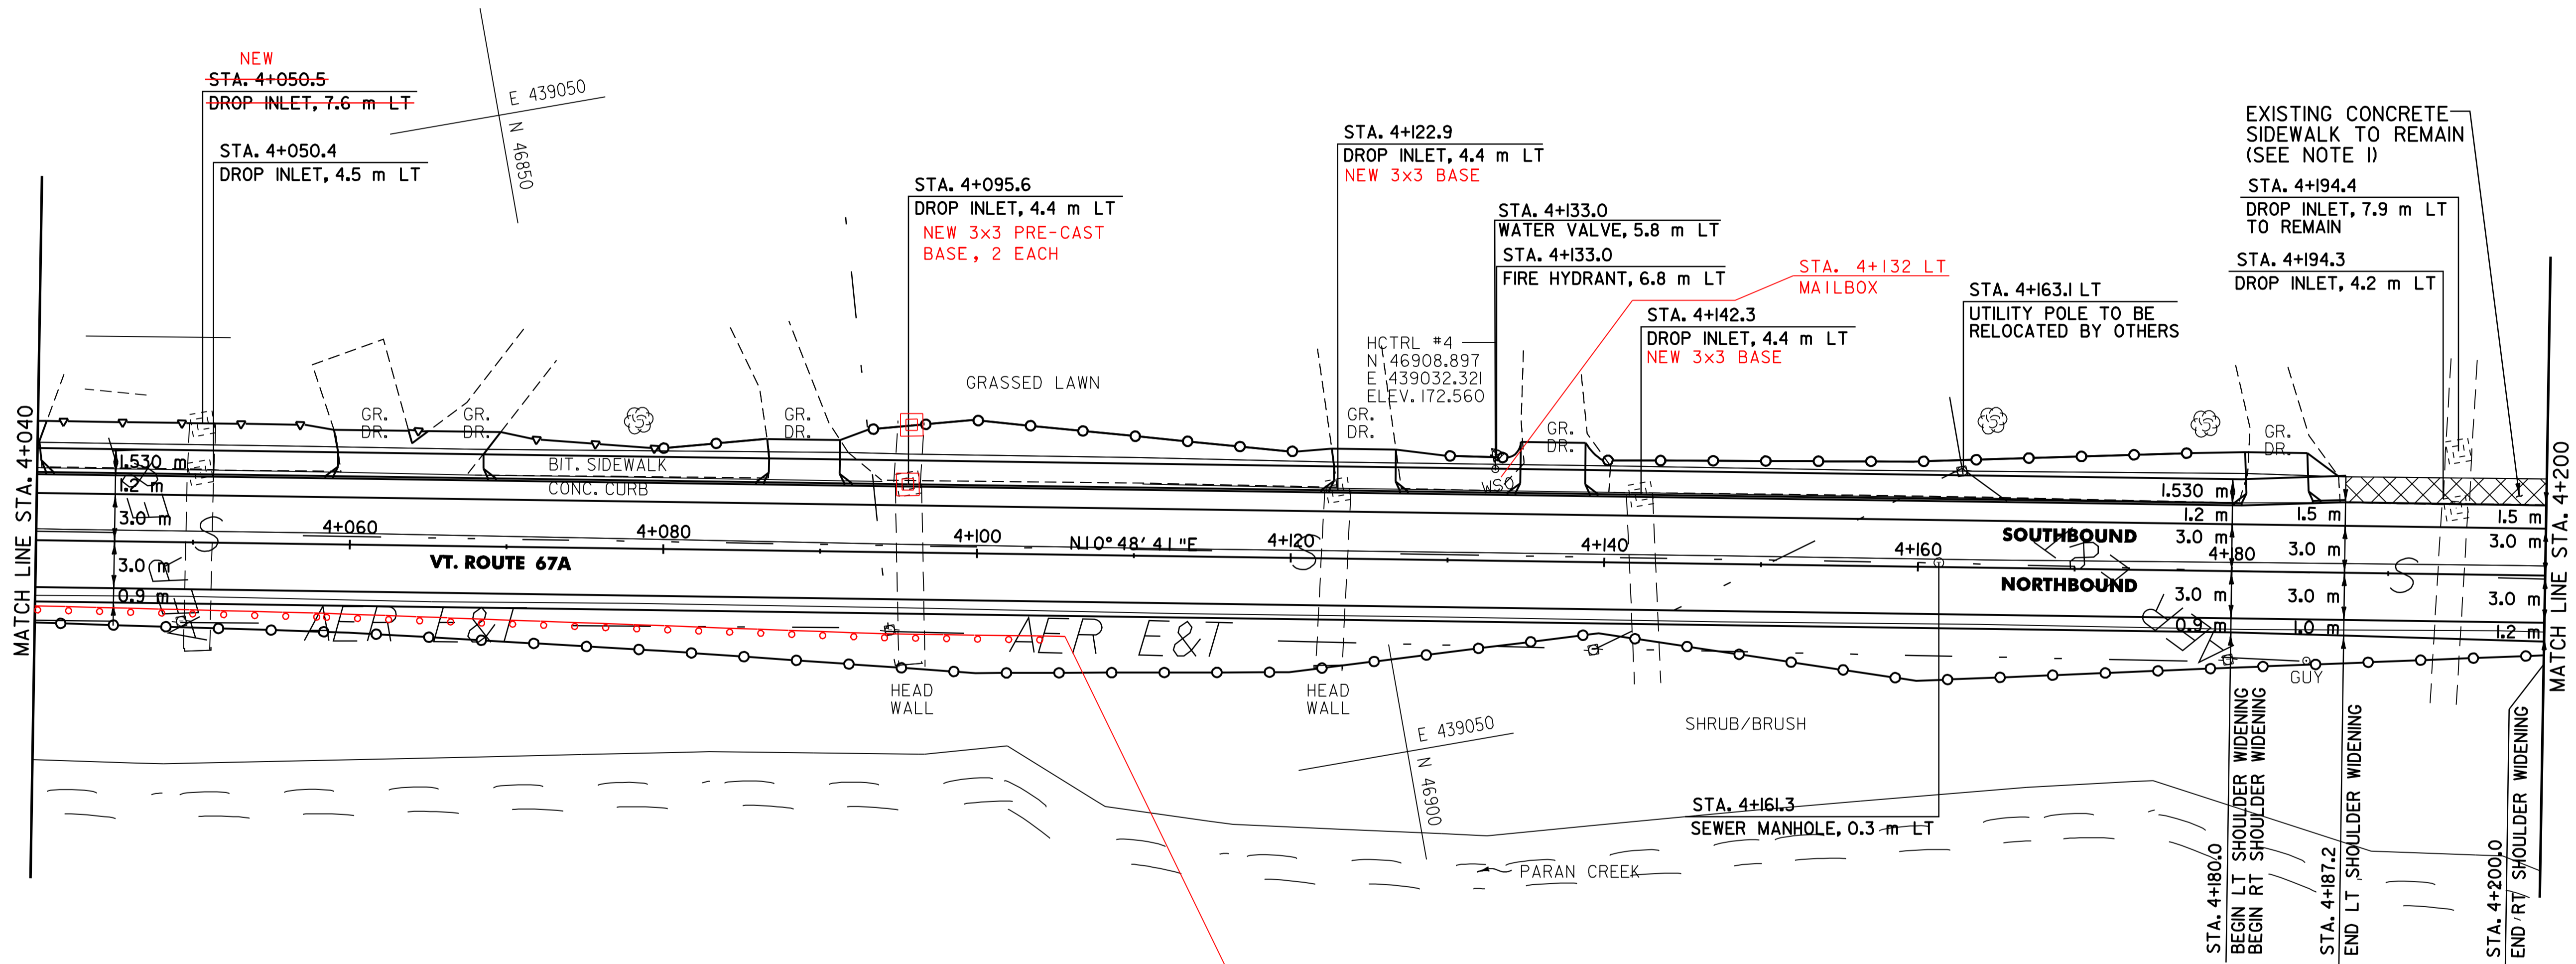 NEW
STA. 4+050.5
DROP INLET, 7.6 m LT
STA. 4+050.4
DROP INLET, 4.5 m LT
E 439050
N 46850
STA. 4+095.6
DROP INLET, 4.4 m LT
NEW 3x3 PRE-CAST
BASE, 2 EACH
STA. 4+122.9
DROP INLET, 4.4 m LT
NEW 3x3 BASE
STA. 4+133.0
WATER VALVE, 5.8 m LT
STA. 4+133.0
FIRE HYDRANT, 6.8 m LT
STA. 4+132 LT
MAILBOX
STA. 4+142.3
DROP INLET, 4.4 m LT
NEW 3x3 BASE
STA. 4+163.1 LT
UTILITY POLE TO BE
RELOCATED BY OTHERS
EXISTING CONCRETE
SIDEWALK TO REMAIN
(SEE NOTE 1)
STA. 4+194.4
DROP INLET, 7.9 m LT
TO REMAIN
STA. 4+194.3
DROP INLET, 4.2 m LT
HCTRL #4
N 46908.897
E 439032.321
ELEV. 172.560
GRASSED LAWN
GR.
DR.
GR.
DR.
GR.
DR.
GR.
DR.
GR.
DR.
GR.
DR.
MATCH LINE STA. 4+040
1.530 m
1.2 m
3.0 m
3.0 m
0.9 m
BIT. SIDEWALK
CONC. CURB
WSO
S
S
S
4+060
4+080
4+100
N10° 48' 41"E
4+120
4+140
4+160
4+180
VT. ROUTE 67A
SOUTHBOUND
NORTHBOUND
1.530 m
1.2 m
3.0 m
3.0 m
0.9 m
1.5 m
3.0 m
3.0 m
1.0 m
1.5 m
3.0 m
3.0 m
1.2 m
MATCH LINE STA. 4+200
AER E&T
AER E&T
HEAD
WALL
HEAD
WALL
GUY
SHRUB/BRUSH
E 439050
N 46900
STA. 4+161.3
SEWER MANHOLE, 0.3 m LT
PARAN CREEK
STA. 4+180.0
BEGIN LT SHOULDER WIDENING
BEGIN RT SHOULDER WIDENING
STA. 4+187.2
END LT SHOULDER WIDENING
STA. 4+200.0
END RT SHOULDER WIDENING